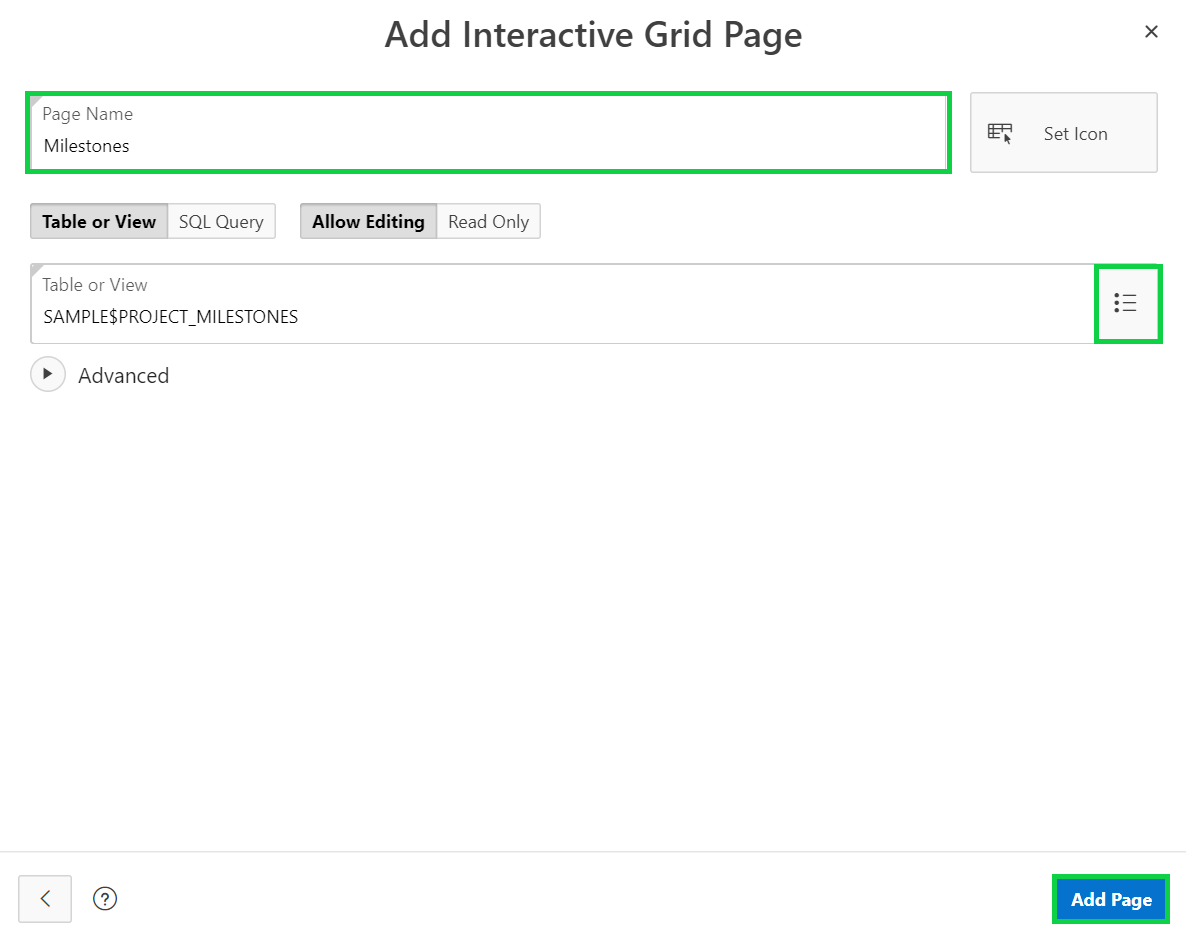 Add Interactive Grid Page
Page Name
Milestones
Set Icon
Table or View SQL Query Allow Editing Read Only
Table or View
SAMPLE$PROJECT_MILESTONES
Advanced
Add Page